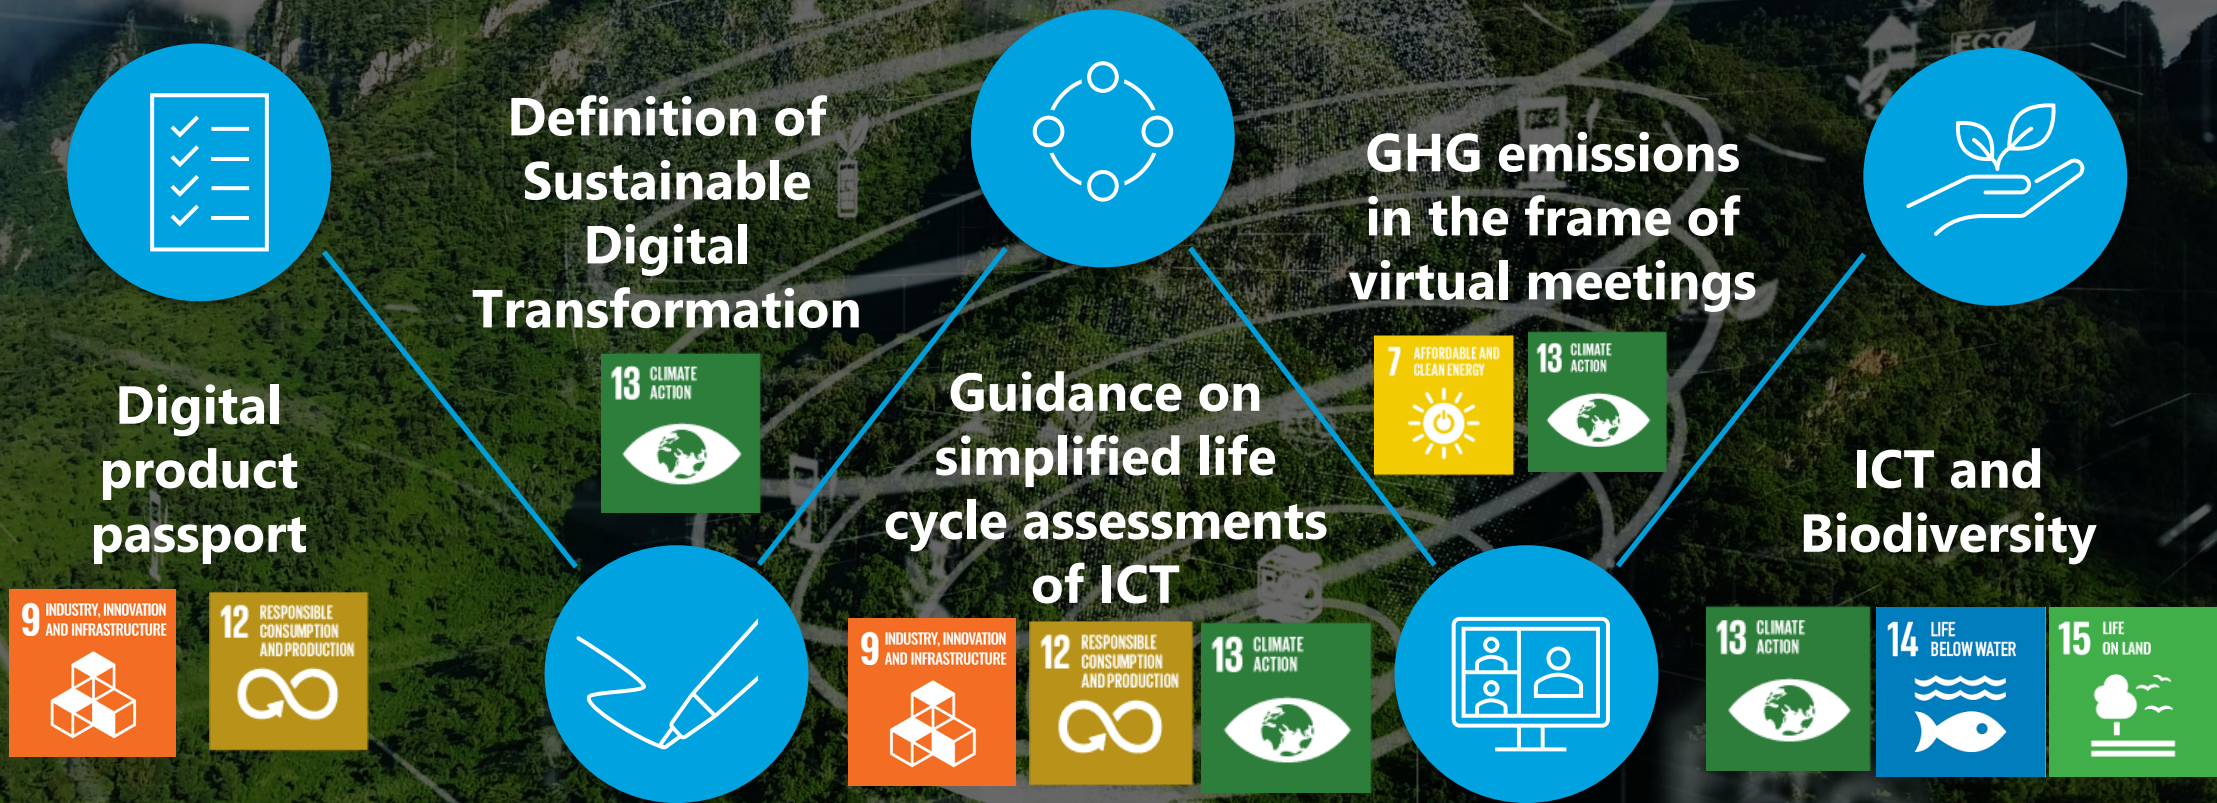 ECO
Digital
product
passport
9 INDUSTRY, INNOVATION
AND INFRASTRUCTURE
12 RESPONSIBLE
CONSUMPTION
AND PRODUCTION
Definition of
Sustainable
Digital
Transformation
13 CLIMATE
ACTION
Guidance on
simplified life
cycle assessments
of ICT
9 INDUSTRY, INNOVATION
AND INFRASTRUCTURE
12 RESPONSIBLE
CONSUMPTION
AND PRODUCTION
13 CLIMATE
ACTION
GHG emissions
in the frame of
virtual meetings
7 AFFORDABLE AND
CLEAN ENERGY
13 CLIMATE
ACTION
ICT and
Biodiversity
13 CLIMATE
ACTION
14 LIFE
BELOW WATER
15 LIFE
ON LAND